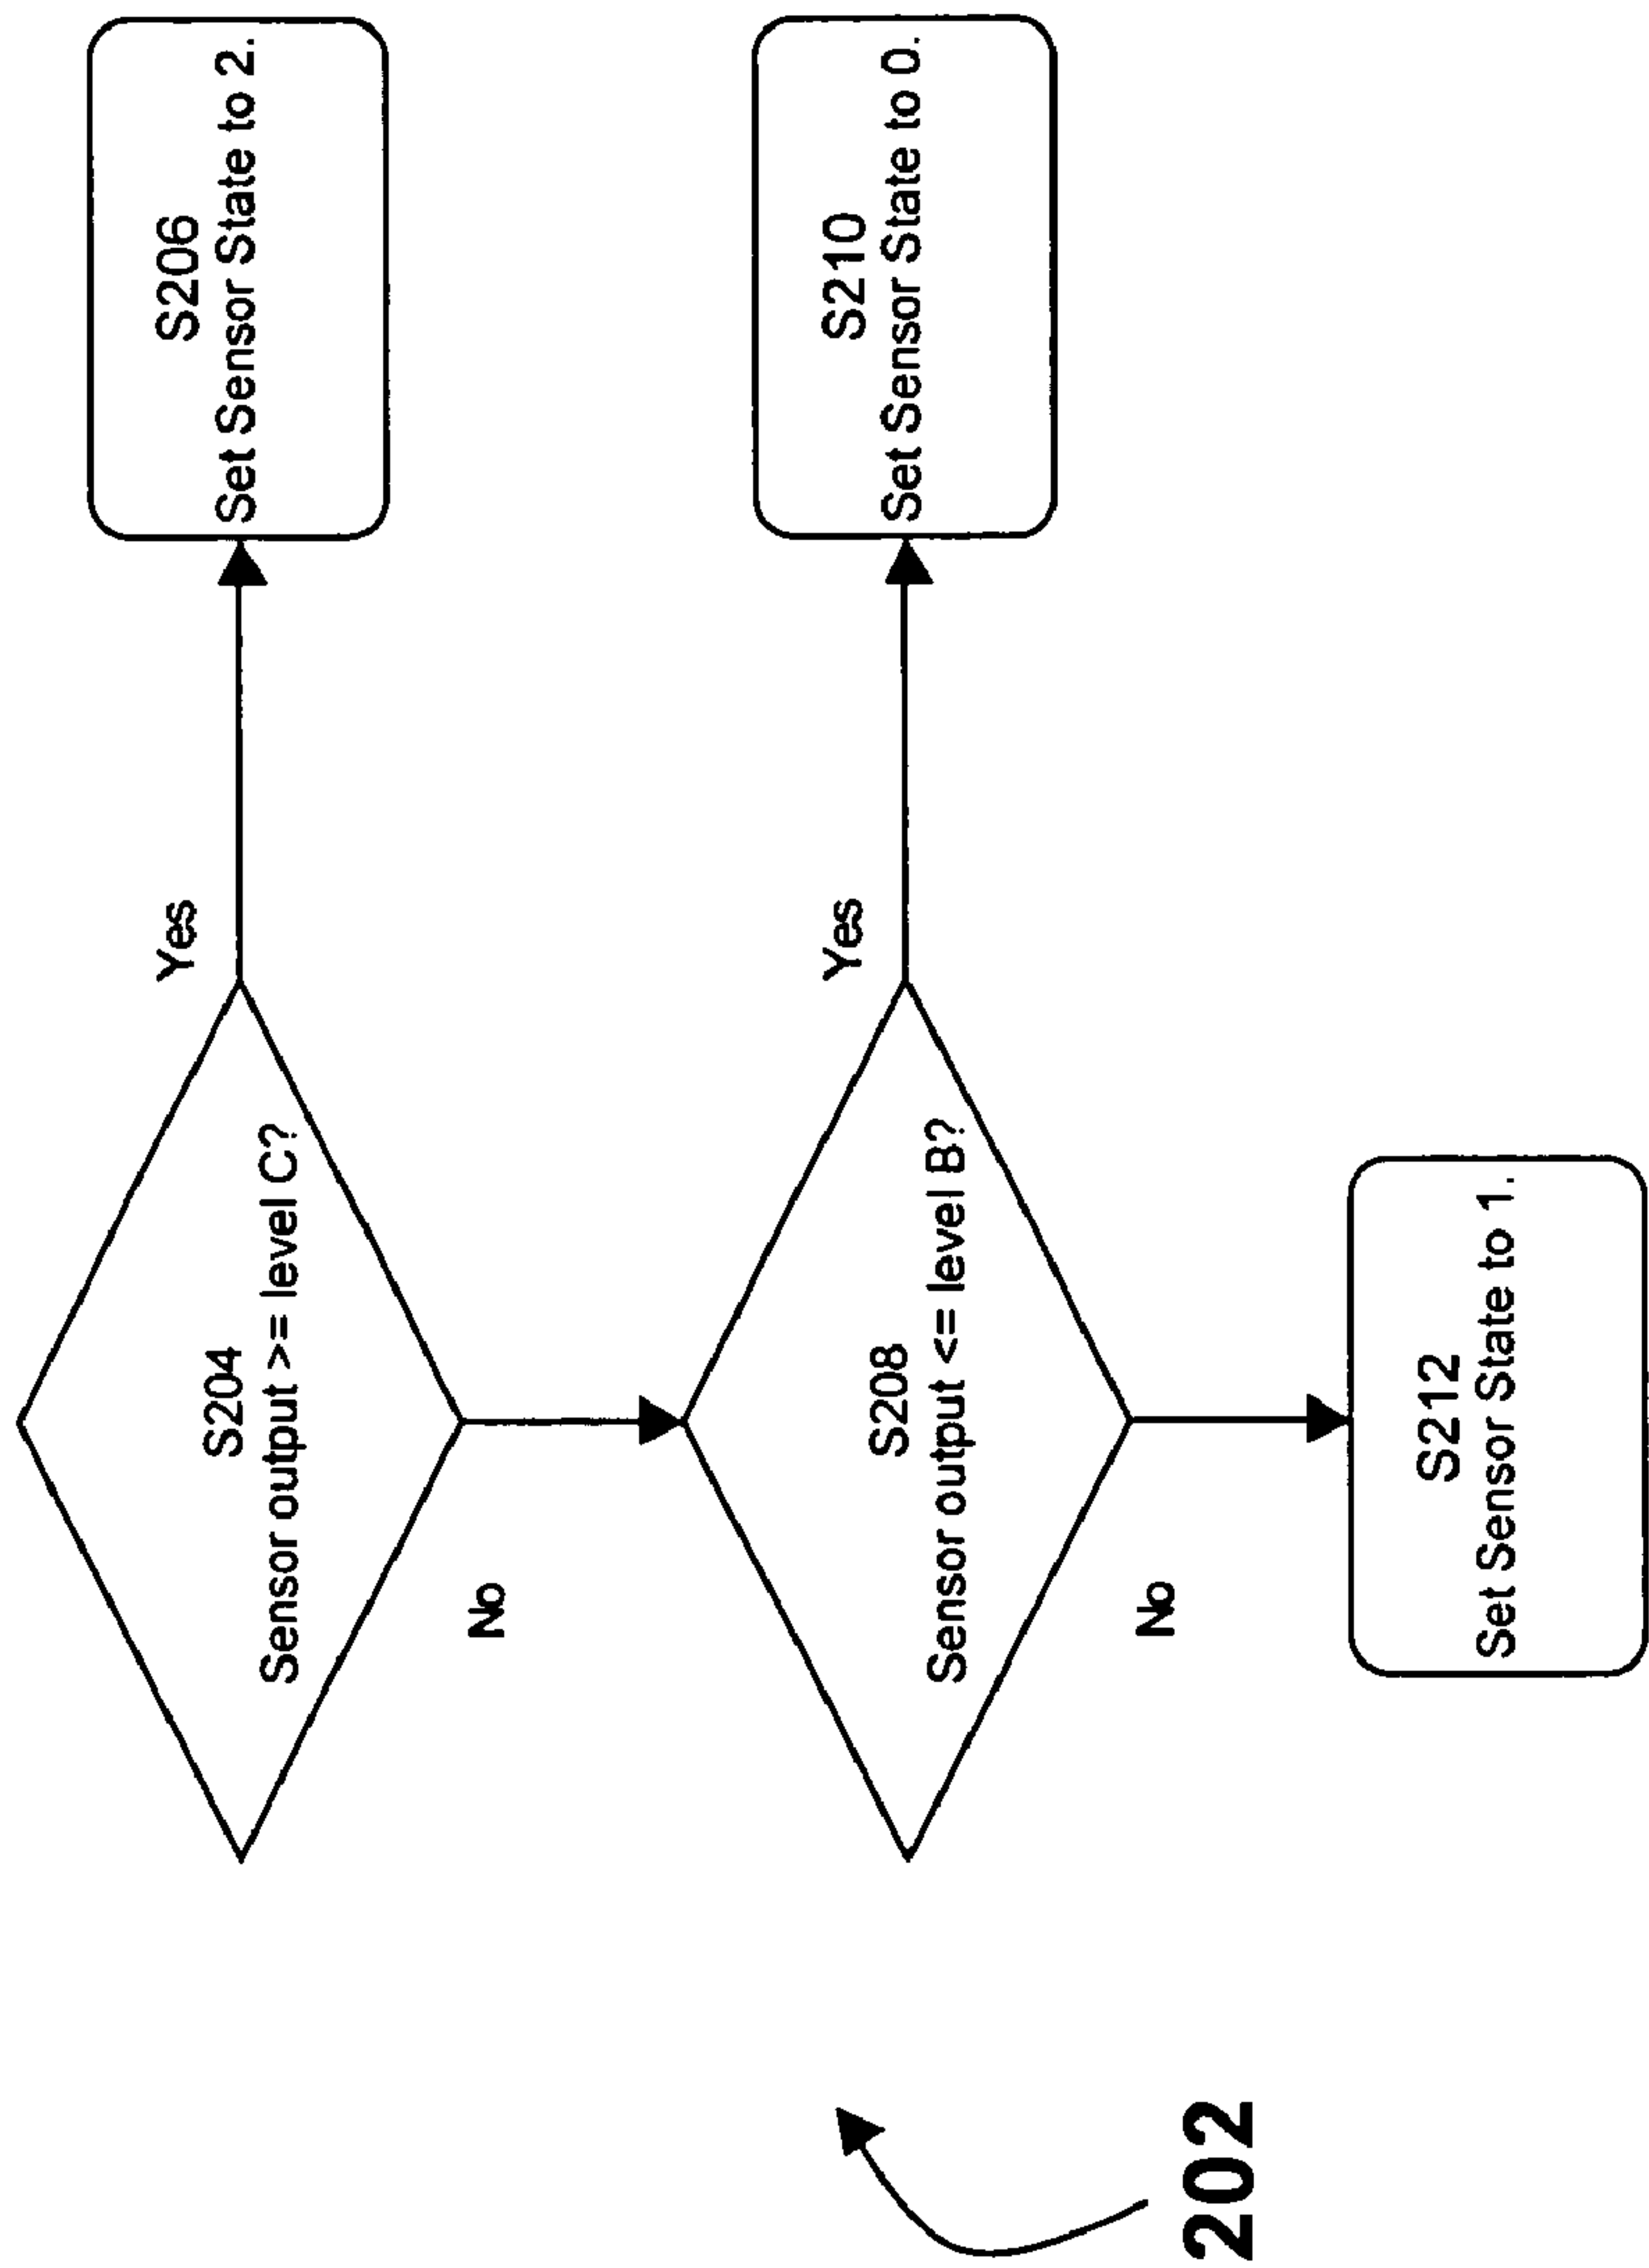 S204
Sensor output >= level C?
Yes
S206
Set Sensor State to 2.
No
S208
Sensor output <= level B?
Yes
S210
Set Sensor State to 0.
No
S212
Set Sensor State to 1.
202